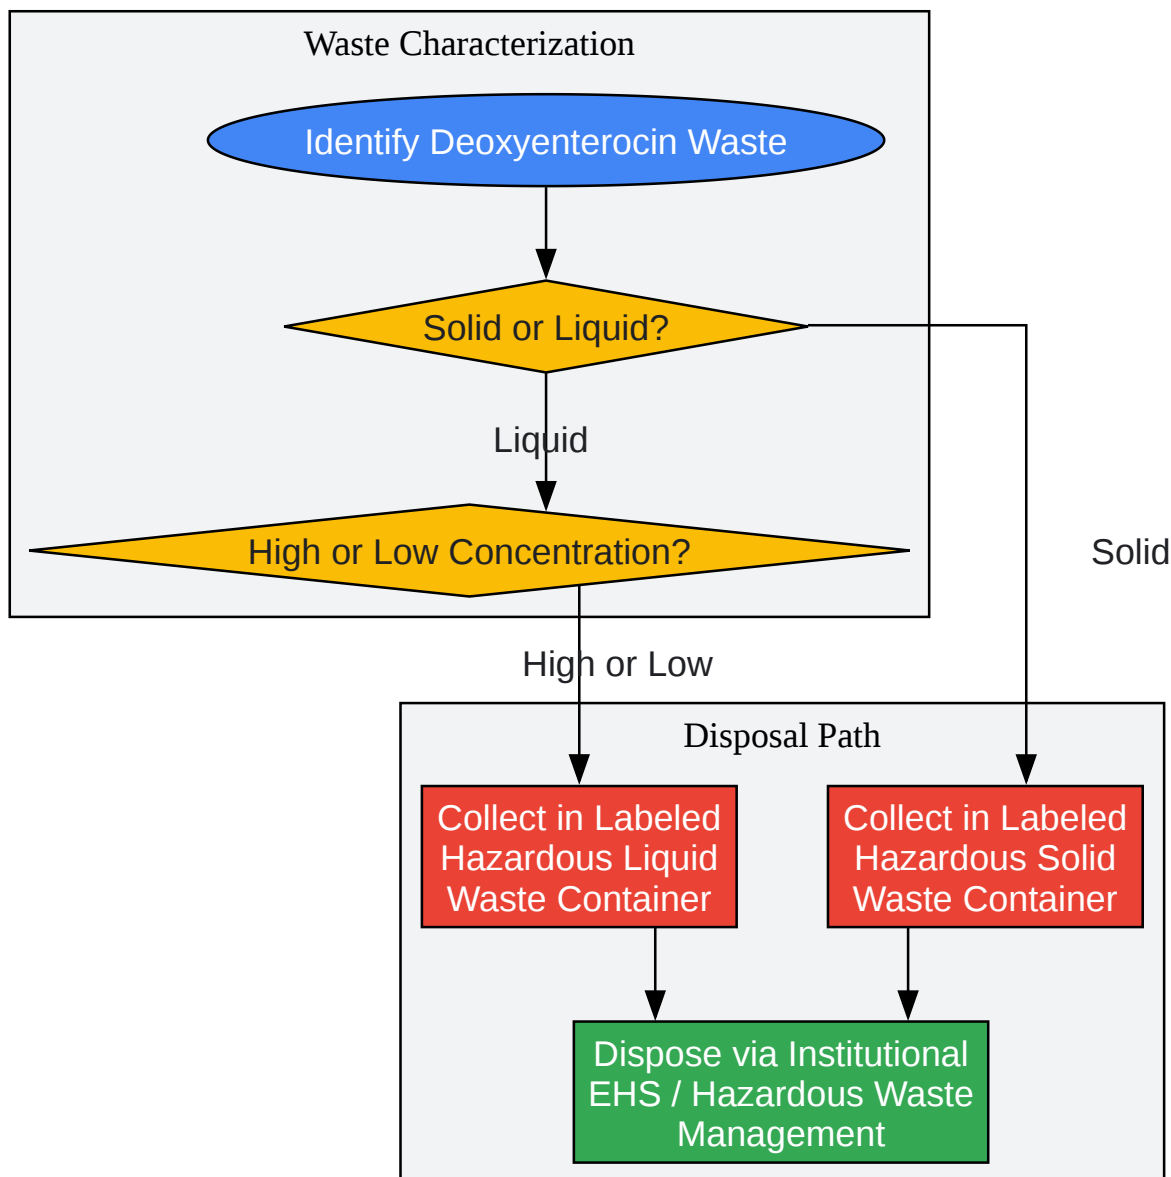 Waste Characterization
Identify Deoxyenterocin Waste
Solid or Liquid?
Liquid
High or Low Concentration?
Solid
High or Low
Disposal Path
Collect in Labeled
Hazardous Liquid
Waste Container
Collect in Labeled
Hazardous Solid
Waste Container
Dispose via Institutional
EHS / Hazardous Waste
Management